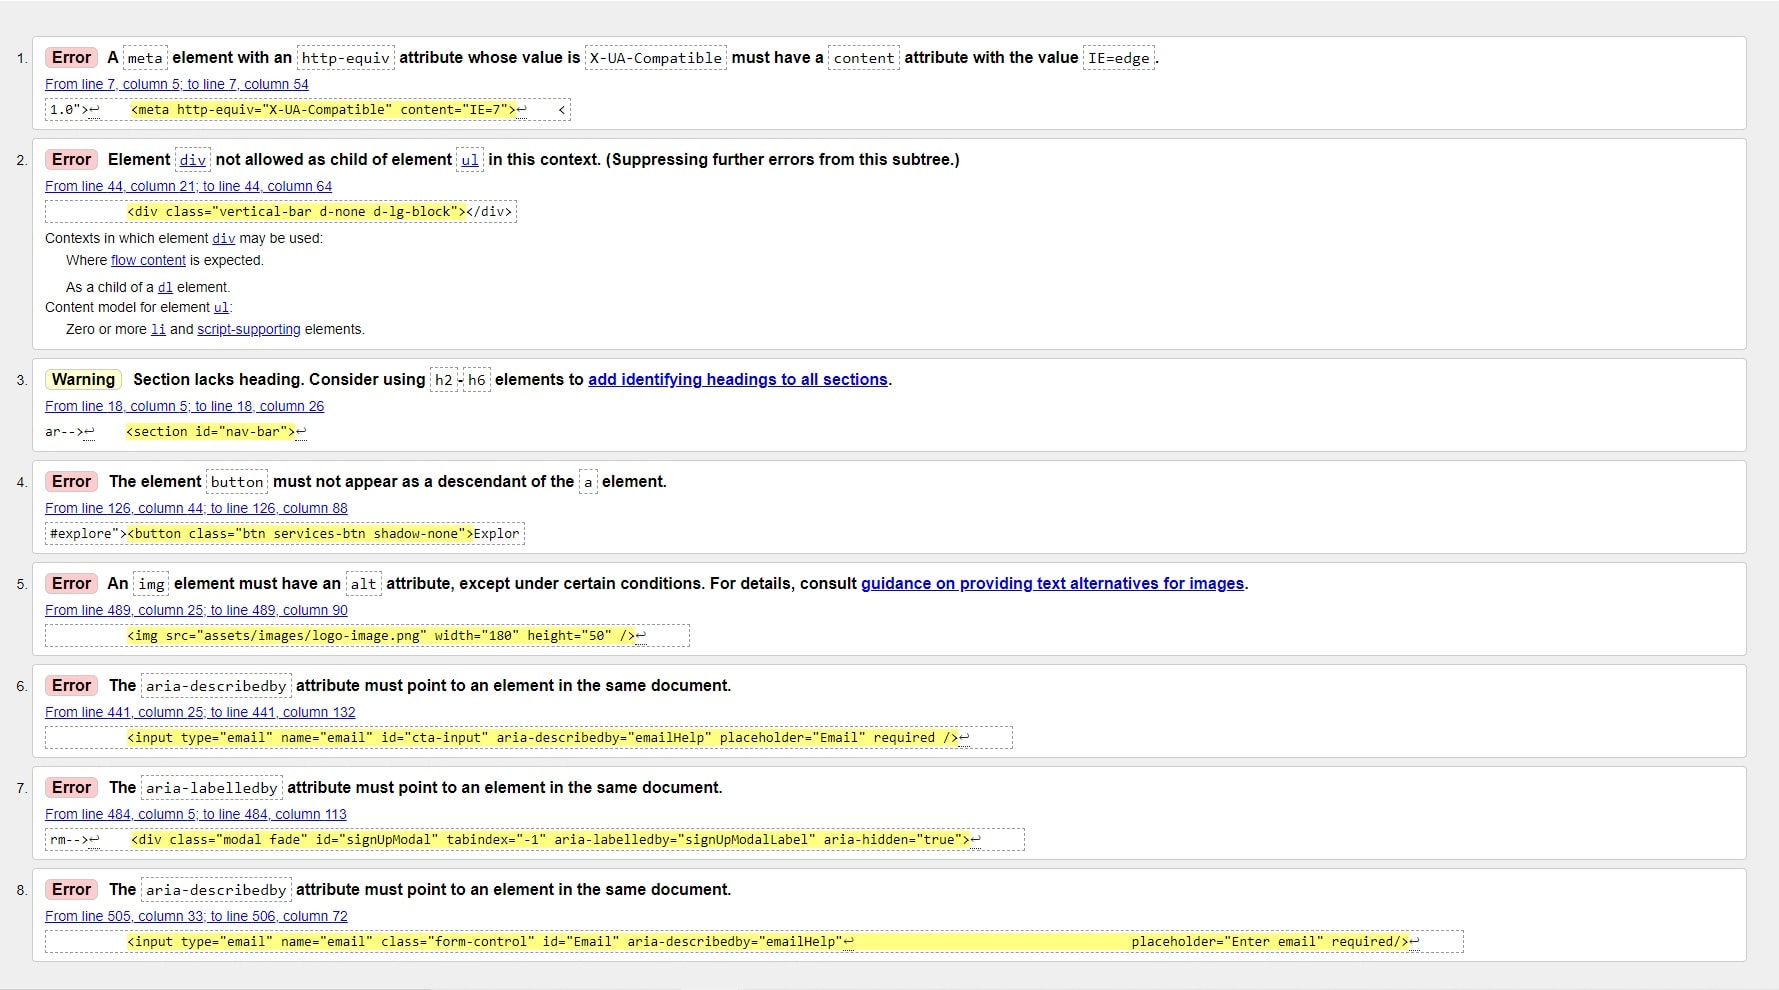 1. Error A meta element with an http-equiv attribute whose value is X-UA-Compatible must have a content attribute with the value IE=edge.
From line 7, column 5; to line 7, column 54
1.0">↩    <meta http-equiv="X-UA-Compatible" content="IE=7">↩    <
2. Error Element div not allowed as child of element ul in this context. (Suppressing further errors from this subtree.)
From line 44, column 21; to line 44, column 64
<div class="vertical-bar d-none d-lg-block"></div>
Contexts in which element div may be used:
Where flow content is expected.
As a child of a dl element.
Content model for element ul:
Zero or more li and script-supporting elements.
3. Warning Section lacks heading. Consider using h2-h6 elements to add identifying headings to all sections.
From line 18, column 5; to line 18, column 26
ar-->↩    <section id="nav-bar">↩
4. Error The element button must not appear as a descendant of the a element.
From line 126, column 44; to line 126, column 88
#explore"><button class="btn services-btn shadow-none">Explor
5. Error An img element must have an alt attribute, except under certain conditions. For details, consult guidance on providing text alternatives for images.
From line 489, column 25; to line 489, column 90
<img src="assets/images/logo-image.png" width="180" height="50" />↩
6. Error The aria-describedby attribute must point to an element in the same document.
From line 441, column 25; to line 441, column 132
<input type="email" name="email" id="cta-input" aria-describedby="emailHelp" placeholder="Email" required />↩
7. Error The aria-labelledby attribute must point to an element in the same document.
From line 484, column 5; to line 484, column 113
rm-->↩    <div class="modal fade" id="signUpModal" tabindex="-1" aria-labelledby="signUpModalLabel" aria-hidden="true">↩
8. Error The aria-describedby attribute must point to an element in the same document.
From line 505, column 33; to line 506, column 72
<input type="email" name="email" class="form-control" id="Email" aria-describedby="emailHelp"↩    placeholder="Enter email" required/>↩